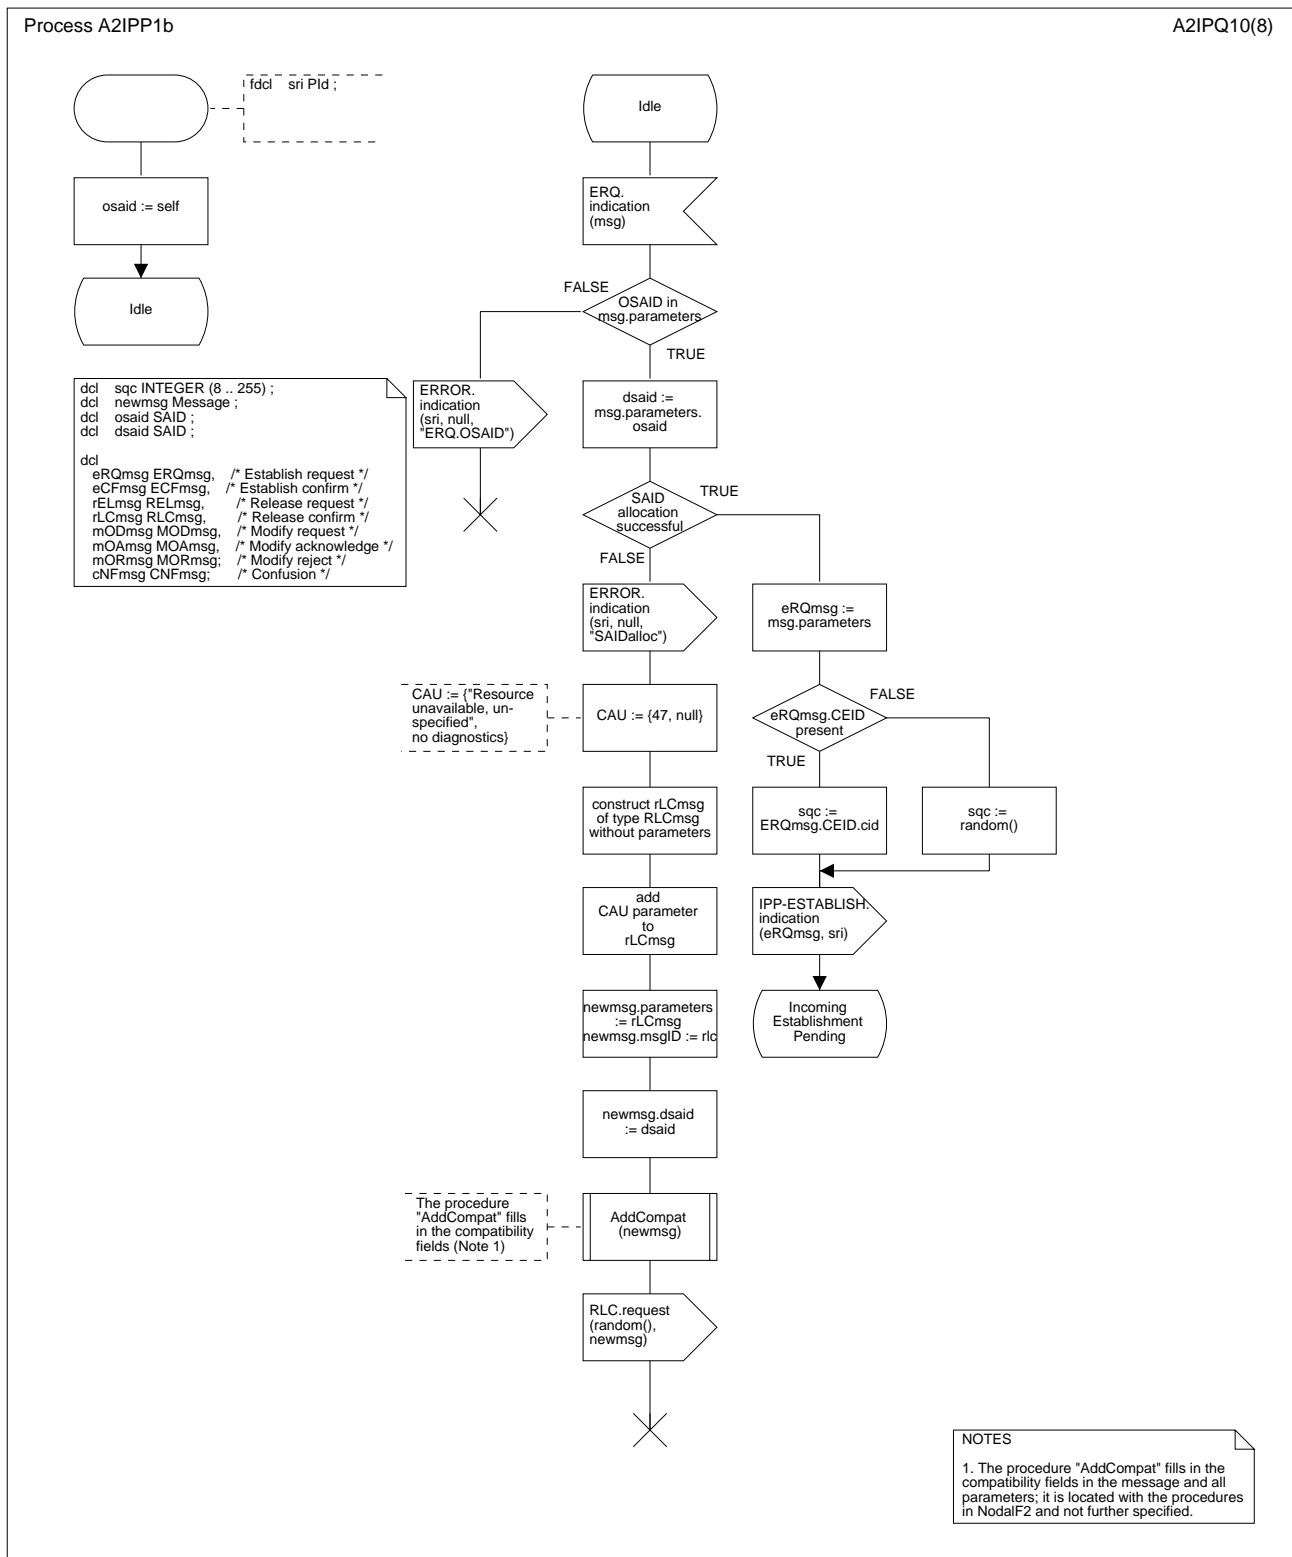 Process A2IPP1b
A2IPQ10(8)
fdcl sri PId ;
osaid := self
Idle
dcl sqc INTEGER (8 .. 255) ;
dcl newmsg Message ;
dcl osaid SAID ;
dcl dsaid SAID ;
dcl
eRQmsg ERQmsg, /* Establish request */
eCFmsg ECFmsg, /* Establish confirm */
rELmsg RELmsg, /* Release request */
rLCmsg RLCmsg, /* Release confirm */
mODmsg MODmsg, /* Modify request */
mOAmsg MOAmsg, /* Modify acknowledge */
mORmsg MORmsg; /* Modify reject */
cNFmsg CNFmsg; /* Confusion */
Idle
ERQ.
indication
(msg)
FALSE
OSAID in
msg.parameters
TRUE
ERROR.
indication
(sri, null,
"ERQ.OSAID")
dsaid :=
msg.parameters.
osaid
SAID
allocation
successful
TRUE
FALSE
ERROR.
indication
(sri, null,
"SAIDalloc")
CAU := {"Resource
unavailable, un-
specified",
no diagnostics}
CAU := {47, null}
construct rLCmsg
of type RLCmsg
without parameters
add
CAU parameter
to
rLCmsg
newmsg.parameters
:= rLCmsg
newmsg.msgID := rlc
newmsg.dsaid
:= dsaid
The procedure
"AddCompat" fills
in the compatibility
fields (Note 1)
AddCompat
(newmsg)
RLC.request
(random(),
newmsg)
eRQmsg :=
msg.parameters
FALSE
eRQmsg.CEID
present
TRUE
sqc :=
ERQmsg.CEID.cid
sqc :=
random()
IPP-ESTABLISH.
indication
(eRQmsg, sri)
Incoming
Establishment
Pending
NOTES
1. The procedure "AddCompat" fills in the
compatibility fields in the message and all
parameters; it is located with the procedures
in NodalF2 and not further specified.